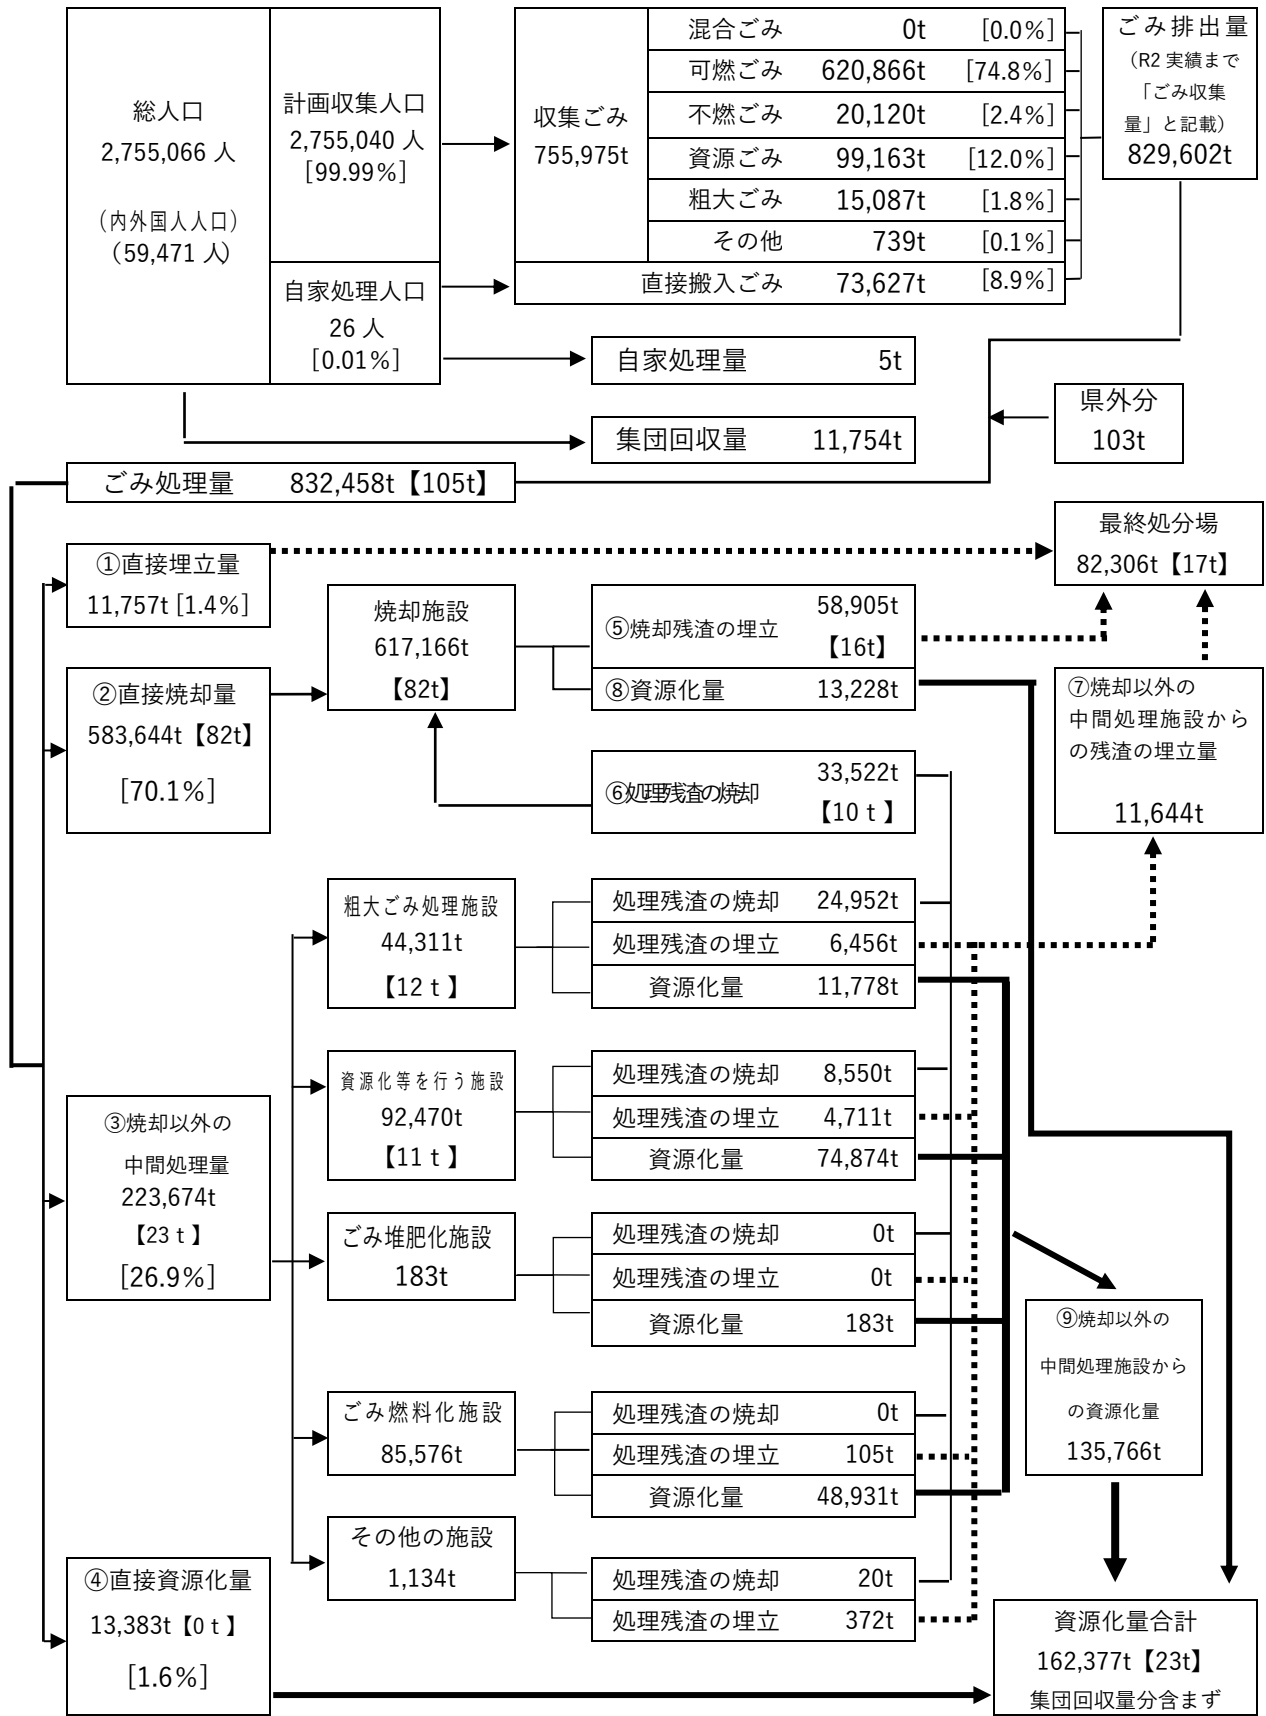 総人口
2,755,066 人
（内外国人人口）
（59,471 人）
計画収集人口
2,755,040 人
[99.99%]
自家処理人口
26 人
[0.01%]
収集ごみ
755,975t
混合ごみ 0t [0.0%]
可燃ごみ 620,866t [74.8%]
不燃ごみ 20,120t [2.4%]
資源ごみ 99,163t [12.0%]
粗大ごみ 15,087t [1.8%]
その他 739t [0.1%]
直接搬入ごみ 73,627t [8.9%]
ごみ排出量
（R2 実績まで
「ごみ収集
量」と記載）
829,602t
自家処理量 5t
集団回収量 11,754t
県外分
103t
ごみ処理量 832,458t【105t】
最終処分場
82,306t【17t】
①直接埋立量
11,757t [1.4%]
②直接焼却量
583,644t【82t】
[70.1%]
焼却施設
617,166t
【82t】
⑤焼却残渣の埋立 58,905t
【16t】
⑧資源化量 13,228t
⑥処理残渣の焼却 33,522t
【10ｔ】
⑦焼却以外の
中間処理施設から
の残渣の埋立量
11,644t
粗大ごみ処理施設
44,311t
【12ｔ】
処理残渣の焼却 24,952t
処理残渣の埋立 6,456t
資源化量 11,778t
資源化等を行う施設
92,470t
【11ｔ】
処理残渣の焼却 8,550t
処理残渣の埋立 4,711t
資源化量 74,874t
③焼却以外の
中間処理量
223,674t
【23ｔ】
[26.9%]
ごみ堆肥化施設
183t
処理残渣の焼却 0t
処理残渣の埋立 0t
資源化量 183t
⑨焼却以外の
中間処理施設から
の資源化量
135,766t
ごみ燃料化施設
85,576t
処理残渣の焼却 0t
処理残渣の埋立 105t
資源化量 48,931t
その他の施設
1,134t
処理残渣の焼却 20t
処理残渣の埋立 372t
④直接資源化量
13,383t【0ｔ】
[1.6%]
資源化量合計
162,377t【23t】
集団回収量分含まず